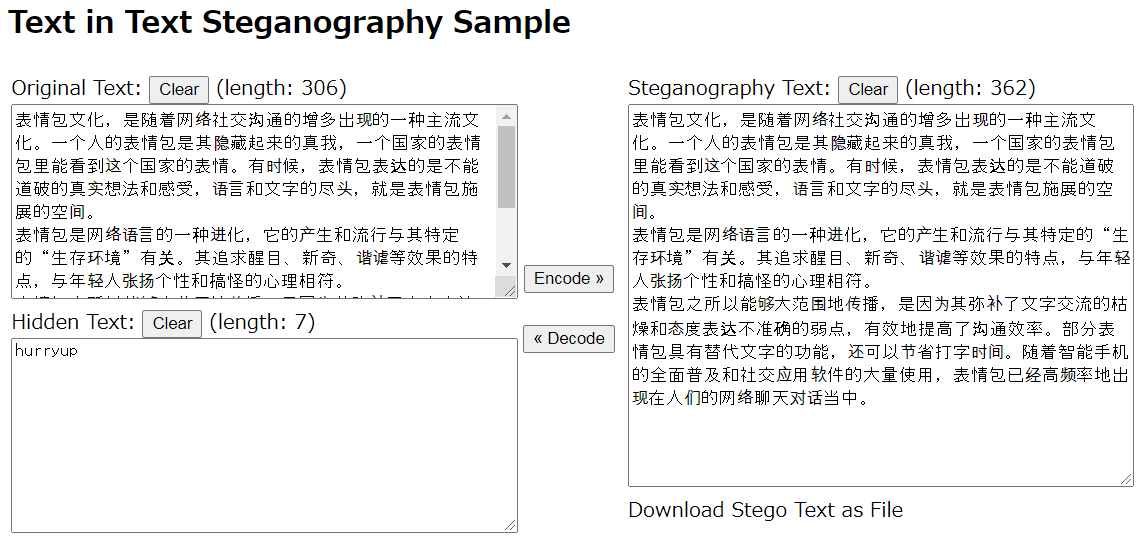 Text in Text Steganography Sample
Original Text: Clear (length: 306)
表情包文化，是随着网络社交沟通的增多出现的一种主流文
化。一个人的表情包是其隐藏起来的真我，一个国家的表情
包里能看到这个国家的表情。有时候，表情包表达的是不能
道破的真实想法和感受，语言和文字的尽头，就是表情包施
展的空间。
表情包是网络语言的一种进化，它的产生和流行与其特定
的“生存环境”有关。其追求醒目、新奇、谐谑等效果的特
点，与年轻人张扬个性和搞怪的心理相符。
Encode »
Hidden Text: Clear (length: 7)
« Decode
hurryup
Steganography Text: Clear (length: 362)
表情包文化，是随着网络社交沟通的增多出现的一种主流文
化。一个人的表情包是其隐藏起来的真我，一个国家的表情包
里能看到这个国家的表情。有时候，表情包表达的是不能道破
的真实想法和感受，语言和文字的尽头，就是表情包施展的空
间。
表情包是网络语言的一种进化，它的产生和流行与其特定的“生
存环境”有关。其追求醒目、新奇、谐谑等效果的特点，与年轻
人张扬个性和搞怪的心理相符。
表情包之所以能够大范围地传播，是因为其弥补了文字交流的枯
燥和态度表达不准确的弱点，有效地提高了沟通效率。部分表
情包具有替代文字的功能，还可以节省打字时间。随着智能手机
的全面普及和社交应用软件的大量使用，表情包已经高频率地出
现在人们的网络聊天对话当中。
Download Stego Text as File